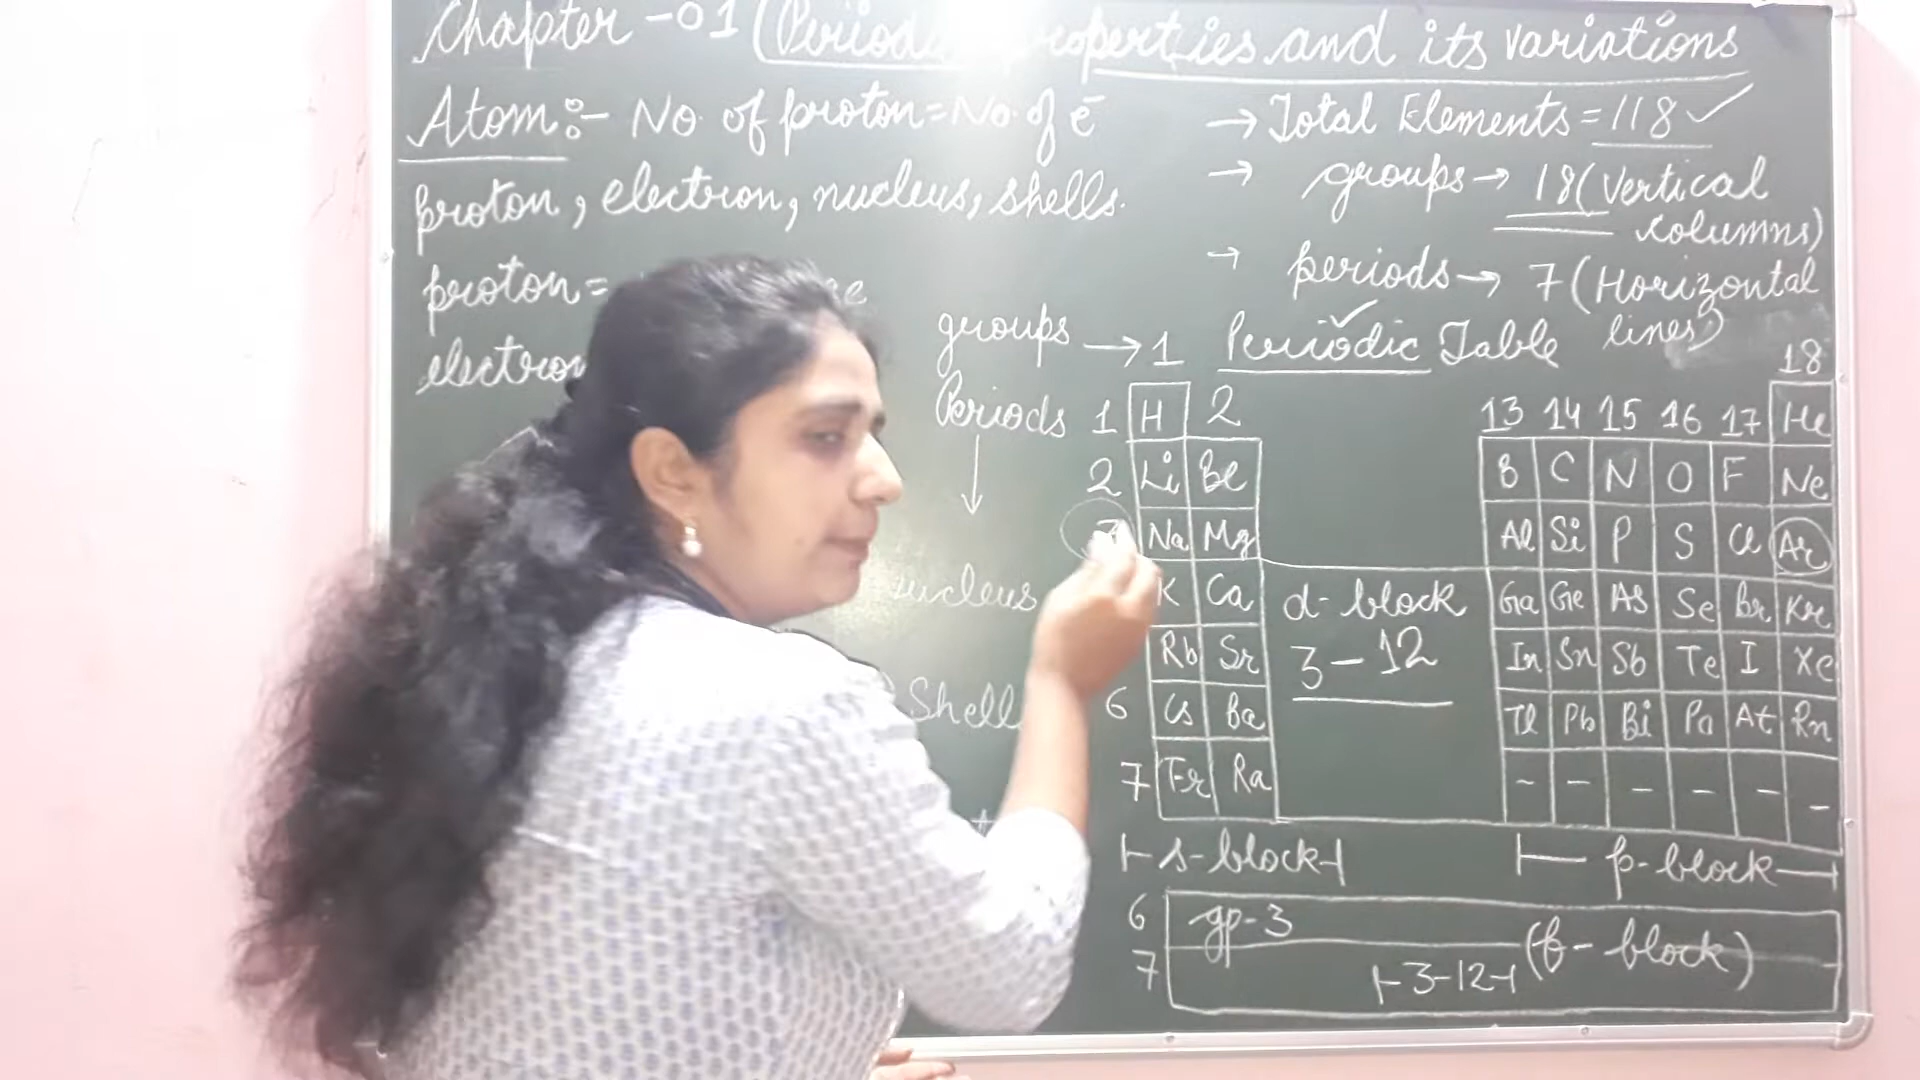 Chapter -01 (Period roperties and its variations
Atom:- No. of proton=No. of ē
proton, electron, nucleus, shells.
proton=
electron
→ Total Elements = 118 ✓
→ groups → 18 (Vertical
columns)
→ periods → 7 (Horizontal
lines)
Periodic Table
groups → 1
18
Periods 1 H 2 13 14 15 16 17 He
2 Li Be B C N O F Ne
Na Mg Al Si P S Cl Ar
K Ca d-block Ga Ge As Se Br Kr
Rb Sr 3-12 In Sn Sb Te I Xe
6 Cs Ba Tl Pb Bi Po At Rn
7 Fr Ra - - - - - -
nucleus
Shell
s-block
p-block
6 gp-3
7 3-12 (f-block)